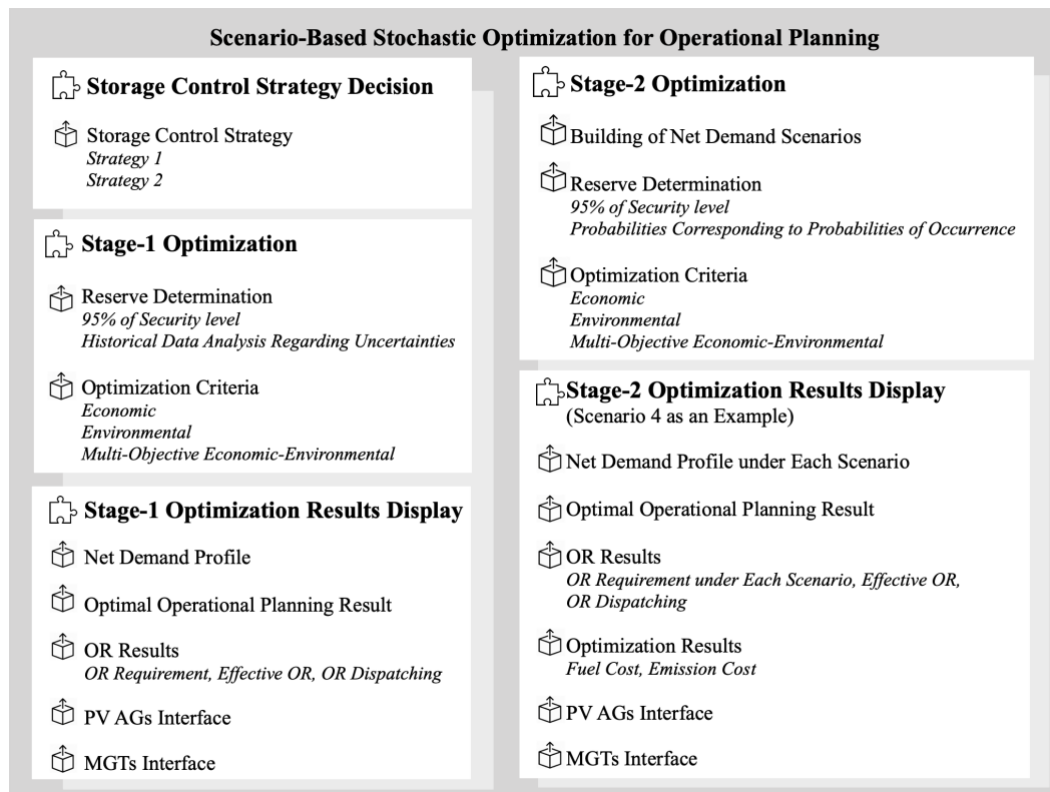 Scenario-Based Stochastic Optimization for Operational Planning
Storage Control Strategy Decision
Storage Control Strategy
Strategy 1
Strategy 2
Stage-1 Optimization
Reserve Determination
95% of Security level
Historical Data Analysis Regarding Uncertainties
Optimization Criteria
Economic
Environmental
Multi-Objective Economic-Environmental
Stage-1 Optimization Results Display
Net Demand Profile
Optimal Operational Planning Result
OR Results
OR Requirement, Effective OR, OR Dispatching
PV AGs Interface
MGTs Interface
Stage-2 Optimization
Building of Net Demand Scenarios
Reserve Determination
95% of Security level
Probabilities Corresponding to Probabilities of Occurrence
Optimization Criteria
Economic
Environmental
Multi-Objective Economic-Environmental
Stage-2 Optimization Results Display
(Scenario 4 as an Example)
Net Demand Profile under Each Scenario
Optimal Operational Planning Result
OR Results
OR Requirement under Each Scenario, Effective OR,
OR Dispatching
Optimization Results
Fuel Cost, Emission Cost
PV AGs Interface
MGTs Interface